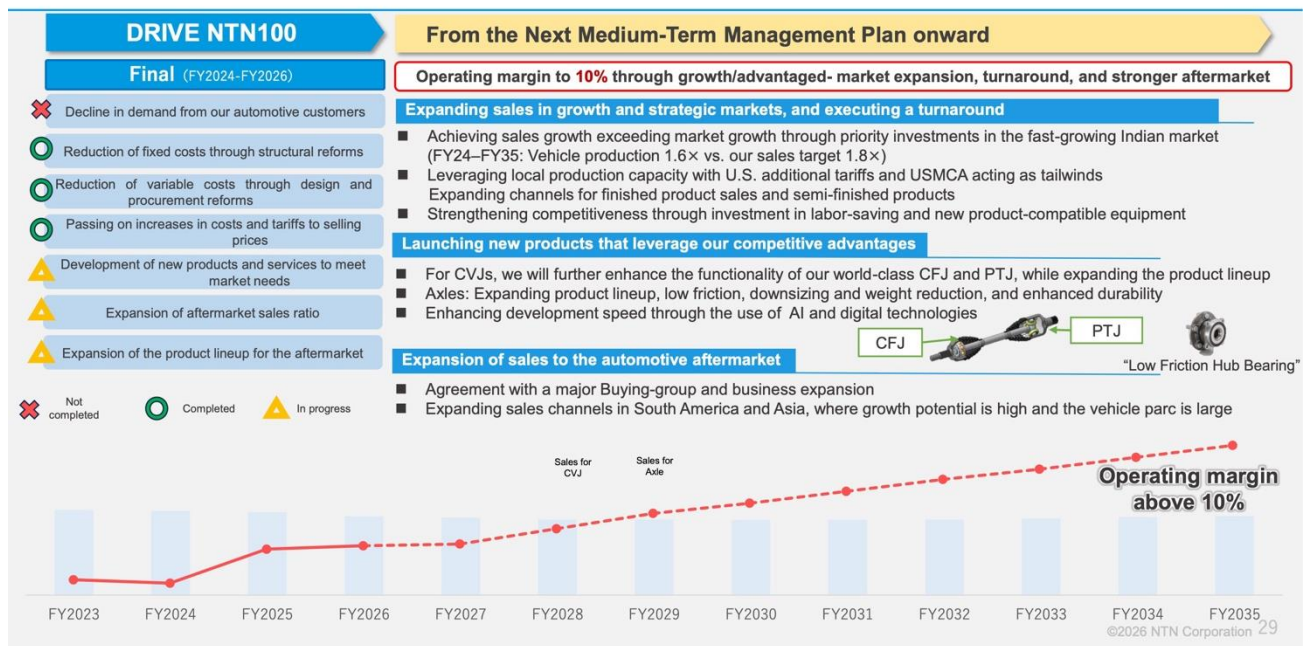 DRIVE NTN100
From the Next Medium-Term Management Plan onward
Final (FY2024-FY2026)
Operating margin to 10% through growth/advantaged- market expansion, turnaround, and stronger aftermarket
Decline in demand from our automotive customers
Reduction of fixed costs through structural reforms
Reduction of variable costs through design and
procurement reforms
Passing on increases in costs and tariffs to selling
prices
Development of new products and services to meet
market needs
Expansion of aftermarket sales ratio
Expansion of the product lineup for the aftermarket
Not
completed
Completed
In progress
Expanding sales in growth and strategic markets, and executing a turnaround
■ Achieving sales growth exceeding market growth through priority investments in the fast-growing Indian market
(FY24–FY35: Vehicle production 1.6× vs. our sales target 1.8×)
■ Leveraging local production capacity with U.S. additional tariffs and USMCA acting as tailwinds
Expanding channels for finished product sales and semi-finished products
■ Strengthening competitiveness through investment in labor-saving and new product-compatible equipment
Launching new products that leverage our competitive advantages
■ For CVJs, we will further enhance the functionality of our world-class CFJ and PTJ, while expanding the product lineup
■ Axles: Expanding product lineup, low friction, downsizing and weight reduction, and enhanced durability
■ Enhancing development speed through the use of AI and digital technologies
CFJ
PTJ
“Low Friction Hub Bearing”
Expansion of sales to the automotive aftermarket
■ Agreement with a major Buying-group and business expansion
■ Expanding sales channels in South America and Asia, where growth potential is high and the vehicle parc is large
Sales for
CVJ
Sales for
Axle
Operating margin
above 10%
FY2023 FY2024 FY2025 FY2026 FY2027 FY2028 FY2029 FY2030 FY2031 FY2032 FY2033 FY2034 FY2035
©2026 NTN Corporation 29